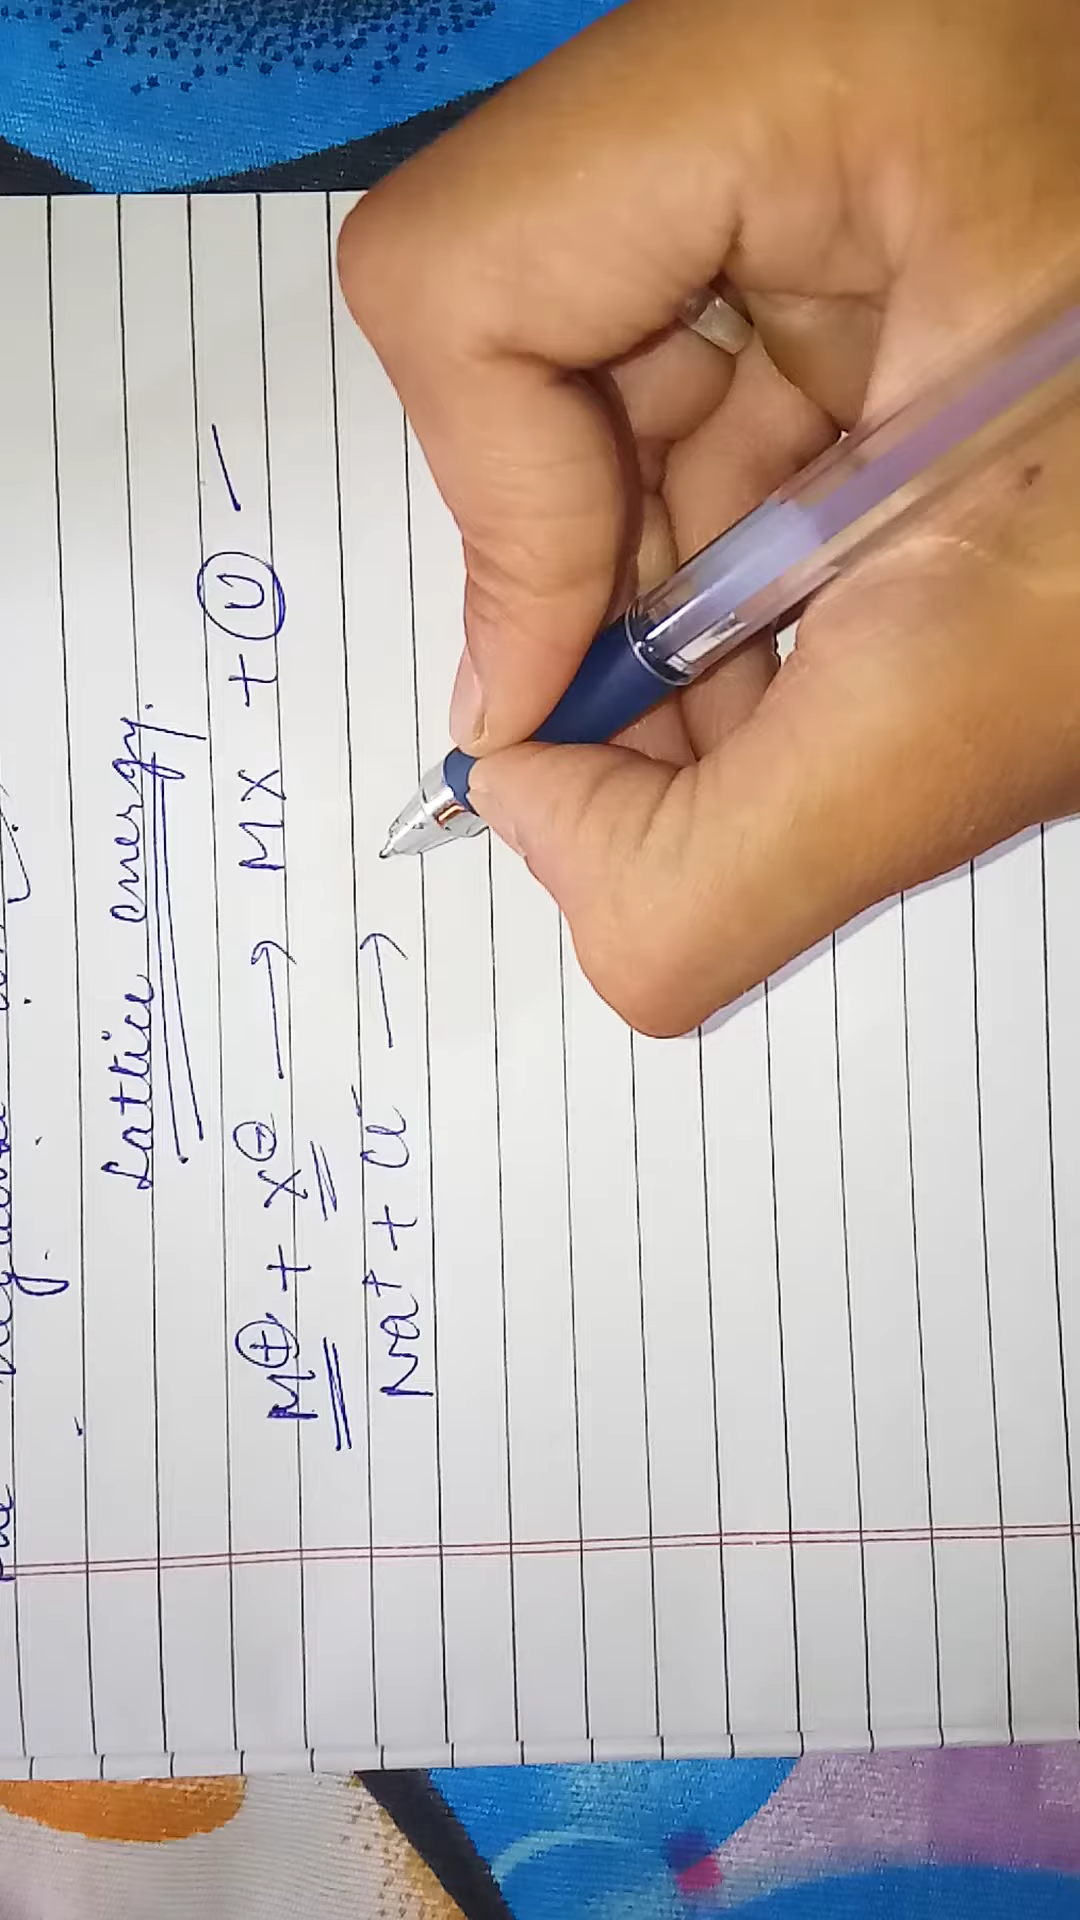 Lattice energy.
M⊕ + X⊖ → MX + U -
Na⁺ + Cl⁻ →